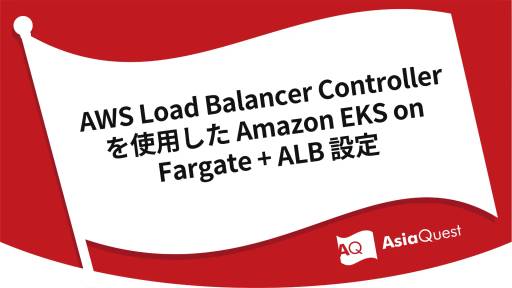 AWS Load Balancer Controller
を使用した Amazon EKS on
Fargate + ALB 設定
AQ AsiaQuest